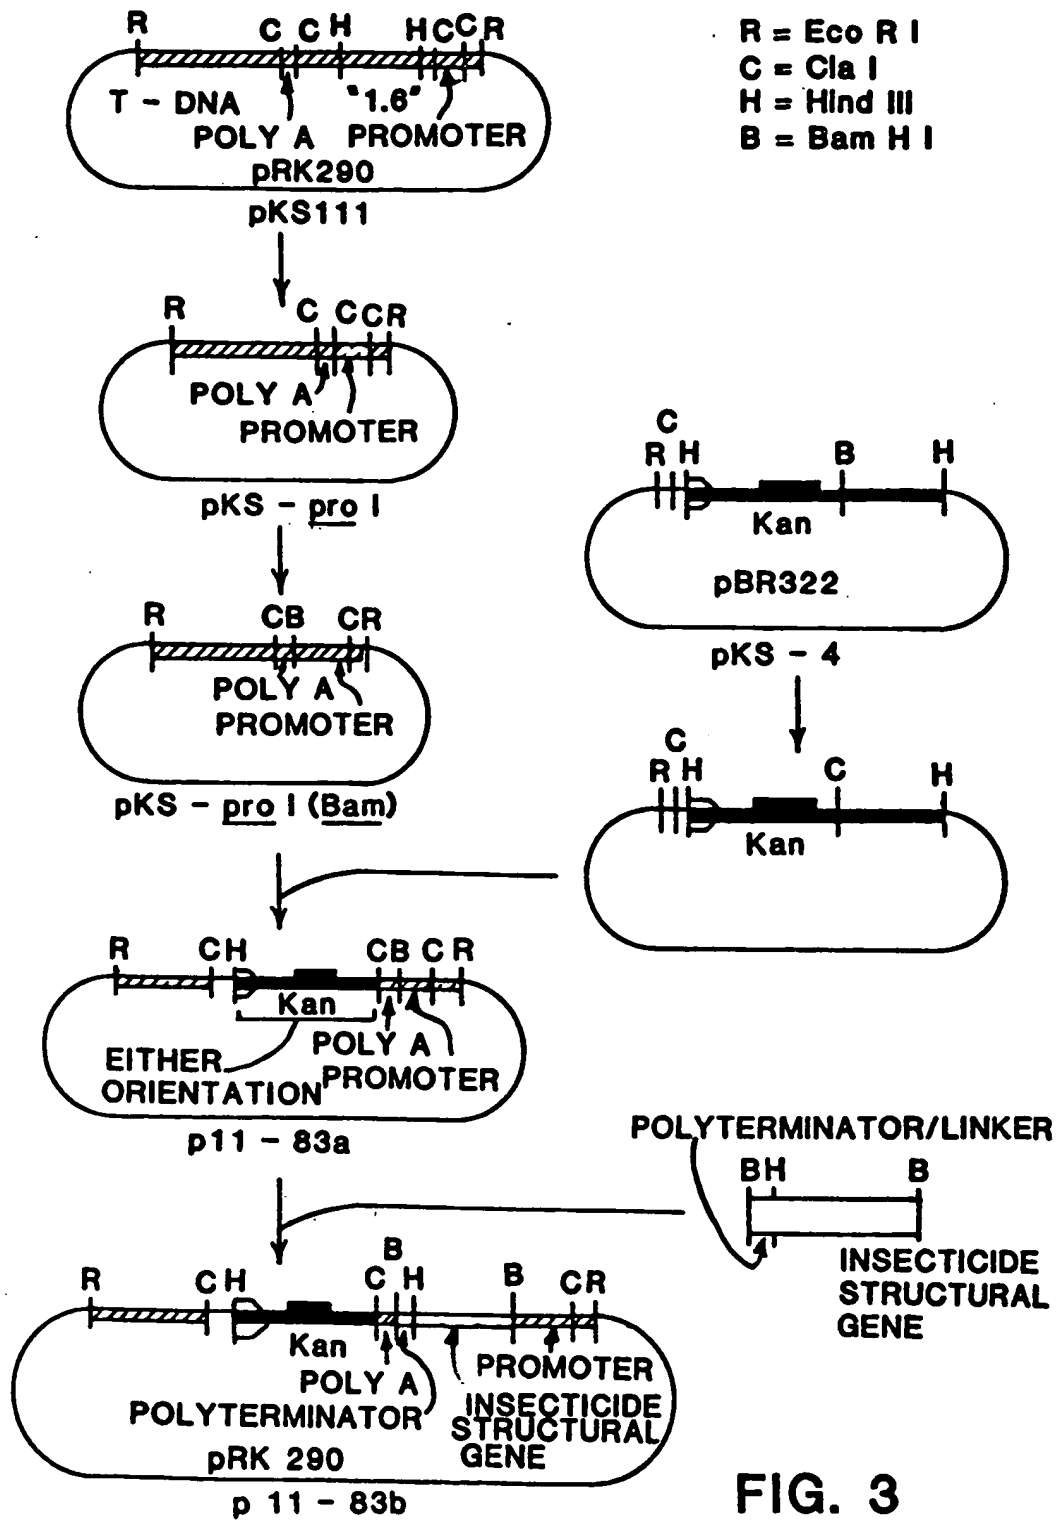 R C C H H C C R
T - DNA "1.6"
POLY A PROMOTER
pRK290
pKS111
R = Eco R I
C = Cla I
H = Hind III
B = Bam H I
R C C C R
POLY A
PROMOTER
pKS - pro I
C
R H B H
Kan
pBR322
pKS - 4
R C B C R
POLY A
PROMOTER
pKS - pro I (Bam)
C
R H C H
Kan
R C H C B C R
Kan
EITHER
ORIENTATION
POLY A
PROMOTER
p11 - 83a
POLYTERMINATOR/LINKER
B H B
INSECTICIDE
STRUCTURAL
GENE
B
R C H C H B C R
Kan
POLY A
POLYTERMINATOR
PROMOTER
INSECTICIDE
STRUCTURAL
GENE
pRK 290
p 11 - 83b
FIG. 3